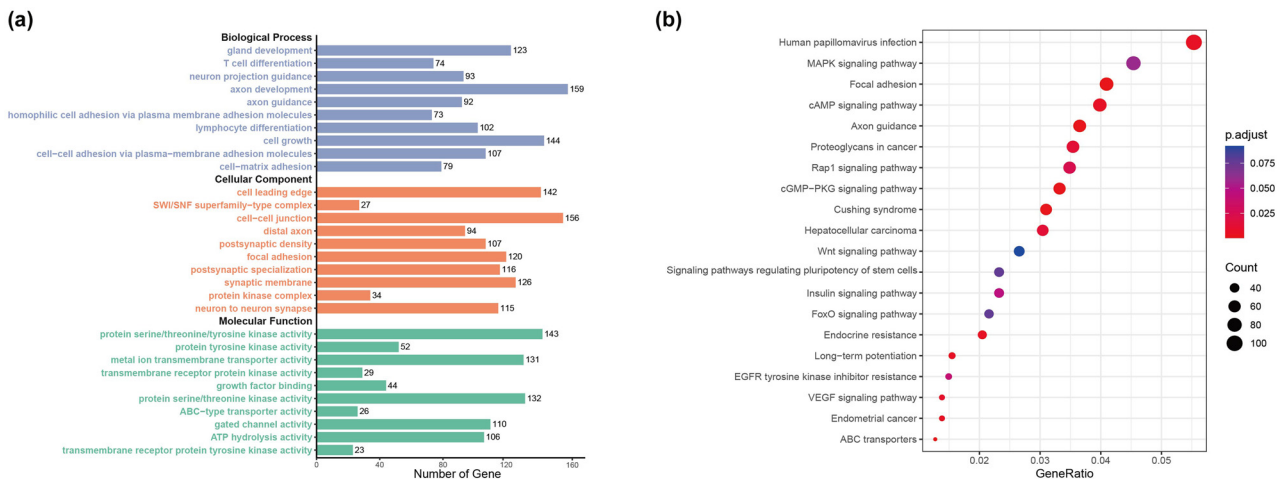 (a)
Biological Process
gland development 123
T cell differentiation 74
neuron projection guidance 93
axon development 159
axon guidance 92
homophilic cell adhesion via plasma membrane adhesion molecules 73
lymphocyte differentiation 102
cell growth 144
cell−cell adhesion via plasma−membrane adhesion molecules 107
cell−matrix adhesion 79
Cellular Component
cell leading edge 142
SWI/SNF superfamily−type complex 27
cell−cell junction 156
distal axon 94
postsynaptic density 107
focal adhesion 120
postsynaptic specialization 116
synaptic membrane 126
protein kinase complex 34
neuron to neuron synapse 115
Molecular Function
protein serine/threonine/tyrosine kinase activity 143
protein tyrosine kinase activity 52
metal ion transmembrane transporter activity 131
transmembrane receptor protein kinase activity 29
growth factor binding 44
protein serine/threonine kinase activity 132
ABC−type transporter activity 26
gated channel activity 110
ATP hydrolysis activity 106
transmembrane receptor protein tyrosine kinase activity 23
0 40 80 120 160
Number of Gene
(b)
Human papillomavirus infection
MAPK signaling pathway
Focal adhesion
cAMP signaling pathway
Axon guidance
Proteoglycans in cancer
Rap1 signaling pathway
cGMP−PKG signaling pathway
Cushing syndrome
Hepatocellular carcinoma
Wnt signaling pathway
Signaling pathways regulating pluripotency of stem cells
Insulin signaling pathway
FoxO signaling pathway
Endocrine resistance
Long−term potentiation
EGFR tyrosine kinase inhibitor resistance
VEGF signaling pathway
Endometrial cancer
ABC transporters
0.02 0.03 0.04 0.05
GeneRatio
p.adjust
0.075
0.050
0.025
Count
40
60
80
100